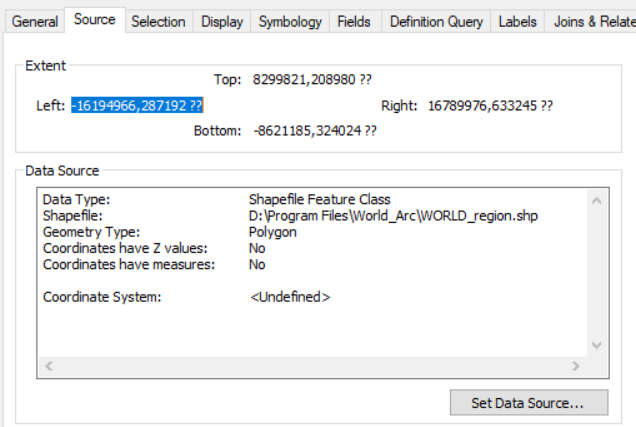 General Source Selection Display Symbology Fields Definition Query Labels Joins & Relate
Extent
Top: 8299821,208980 ??
Left: -16194966,287192 ?? Right: 16789976,633245 ??
Bottom: -8621185,324024 ??
Data Source
Data Type: Shapefile Feature Class
Shapefile: D:\Program Files\World_Arc\WORLD_region.shp
Geometry Type: Polygon
Coordinates have Z values: No
Coordinates have measures: No
Coordinate System: <Undefined>
Set Data Source...